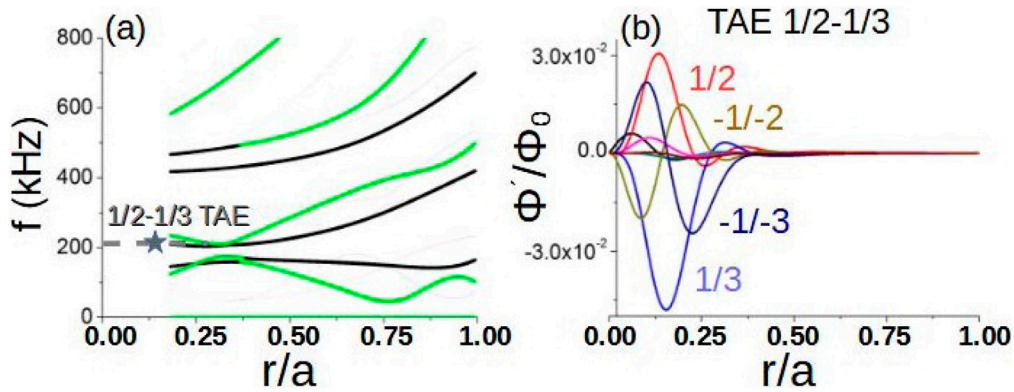 (a)
800
600
400
200
0
f (kHz)
1/2-1/3 TAE
0.00
0.25
0.50
0.75
1.00
r/a
(b)
TAE 1/2-1/3
3.0x10⁻²
0.0
-3.0x10⁻²
Φ´/Φ₀
1/2
-1/-2
-1/-3
1/3
0.00
0.25
0.50
0.75
1.00
r/a